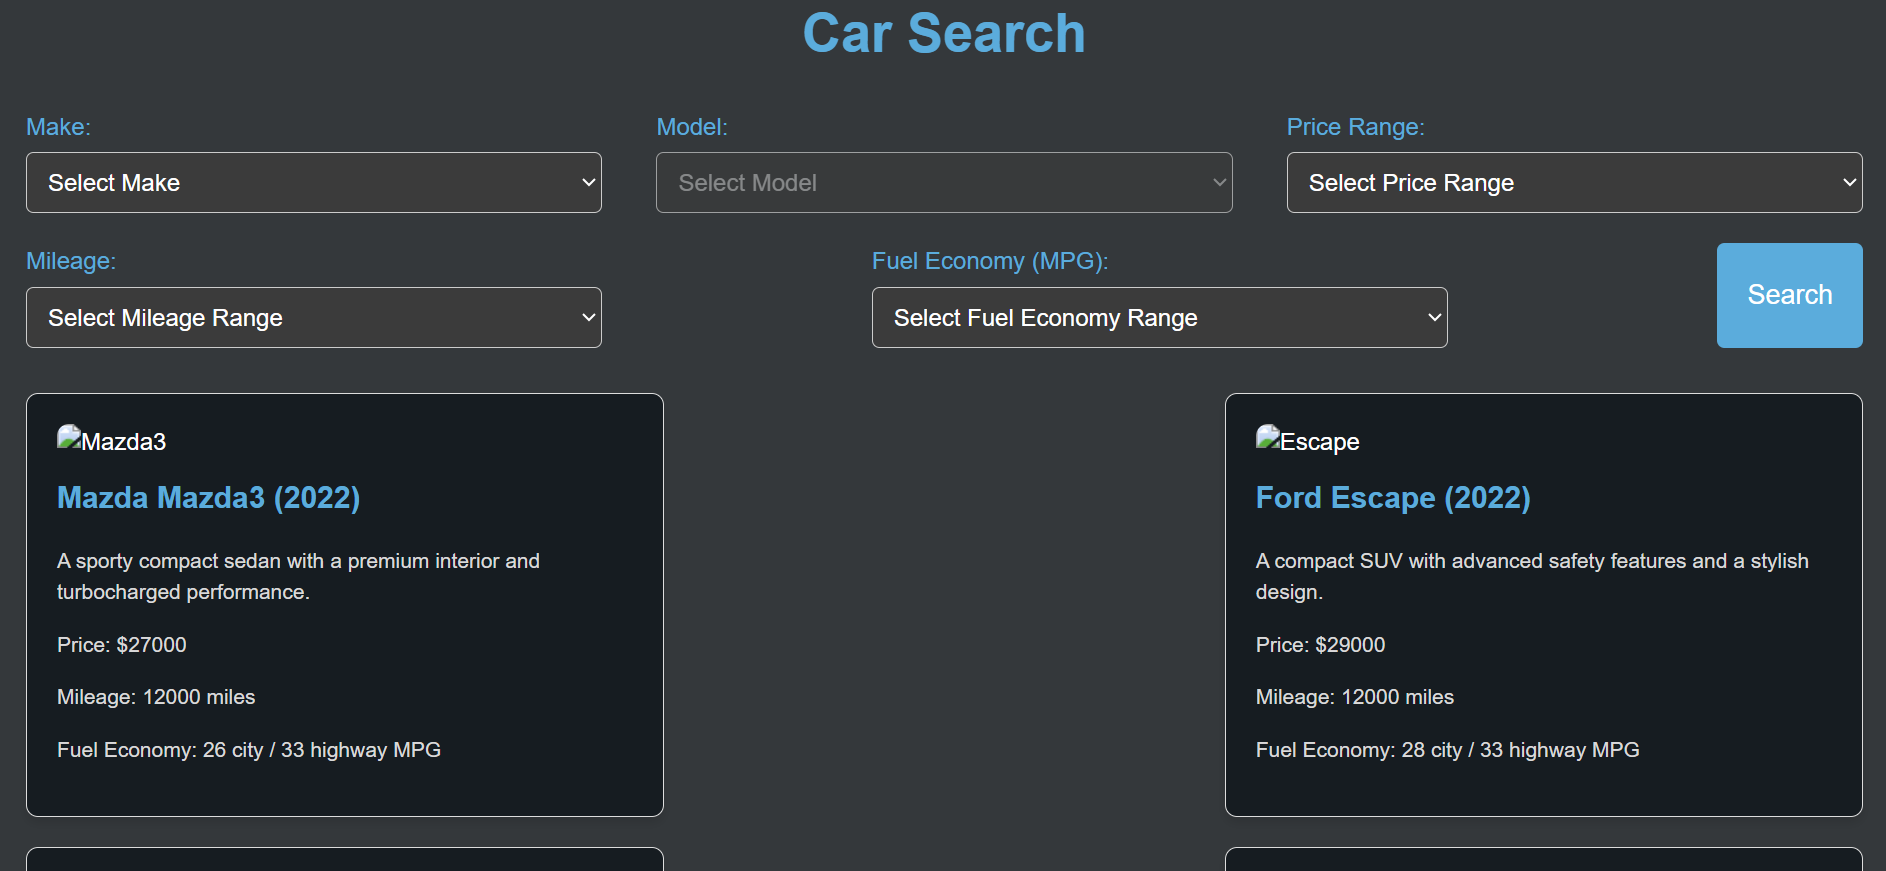 Car Search
Make:
Model:
Price Range:
Select Make
Select Model
Select Price Range
Mileage:
Fuel Economy (MPG):
Select Mileage Range
Select Fuel Economy Range
Search
Mazda3
Mazda Mazda3 (2022)
A sporty compact sedan with a premium interior and
turbocharged performance.
Price: $27000
Mileage: 12000 miles
Fuel Economy: 26 city / 33 highway MPG
Escape
Ford Escape (2022)
A compact SUV with advanced safety features and a stylish
design.
Price: $29000
Mileage: 12000 miles
Fuel Economy: 28 city / 33 highway MPG